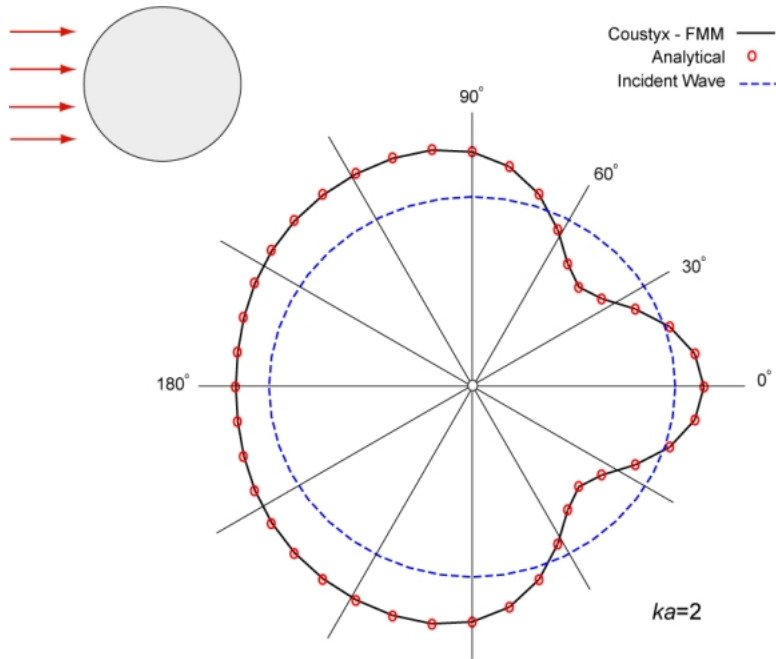 Coustyx - FMM
Analytical
Incident Wave
90°
60°
30°
180°
0°
ka=2